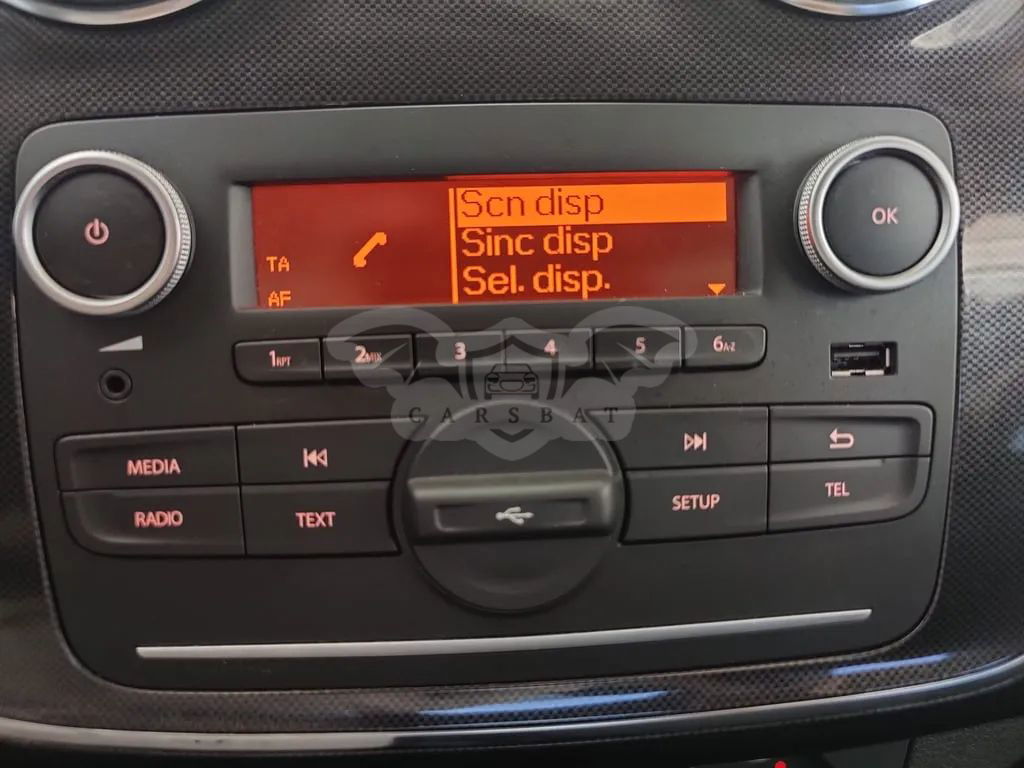 Scn disp
Sinc disp
Sel. disp.
TA
AF
OK
1RPT
2MIX
3
4
5
6A-Z
CARSBAT
MEDIA
RADIO
TEXT
SETUP
TEL